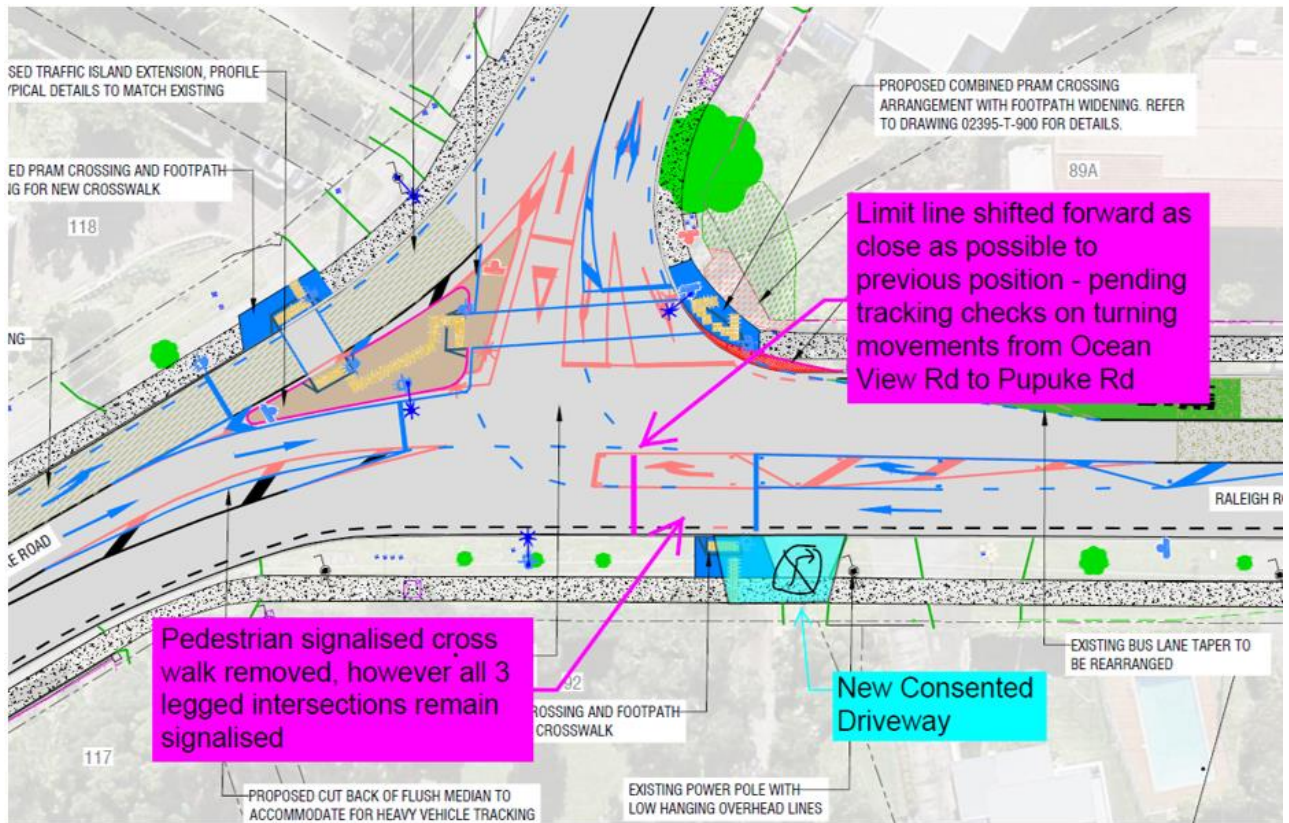 SED TRAFFIC ISLAND EXTENSION, PROFILE
YPICAL DETAILS TO MATCH EXISTING
ED PRAM CROSSING AND FOOTPATH
G FOR NEW CROSSWALK
118
NG
PROPOSED COMBINED PRAM CROSSING
ARRANGEMENT WITH FOOTPATH WIDENING. REFER
TO DRAWING 02395-T-900 FOR DETAILS.
89A
Limit line shifted forward as
close as possible to
previous position - pending
tracking checks on turning
movements from Ocean
View Rd to Pupuke Rd
RALEIGH R
E ROAD
Pedestrian signalised cross
walk removed, however all 3
legged intersections remain
signalised
92
ROSSING AND FOOTPATH
CROSSWALK
New Consented
Driveway
EXISTING BUS LANE TAPER TO
BE REARRANGED
117
PROPOSED CUT BACK OF FLUSH MEDIAN TO
ACCOMMODATE FOR HEAVY VEHICLE TRACKING
EXISTING POWER POLE WITH
LOW HANGING OVERHEAD LINES